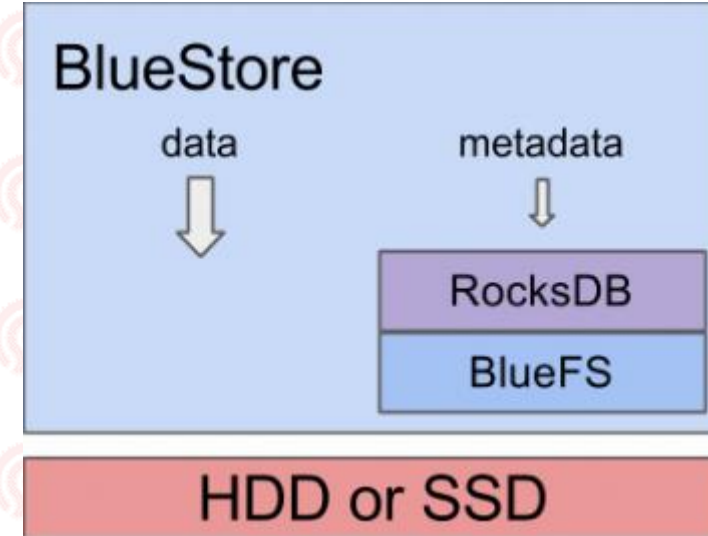 BlueStore
data
metadata
RocksDB
BlueFS
HDD or SSD